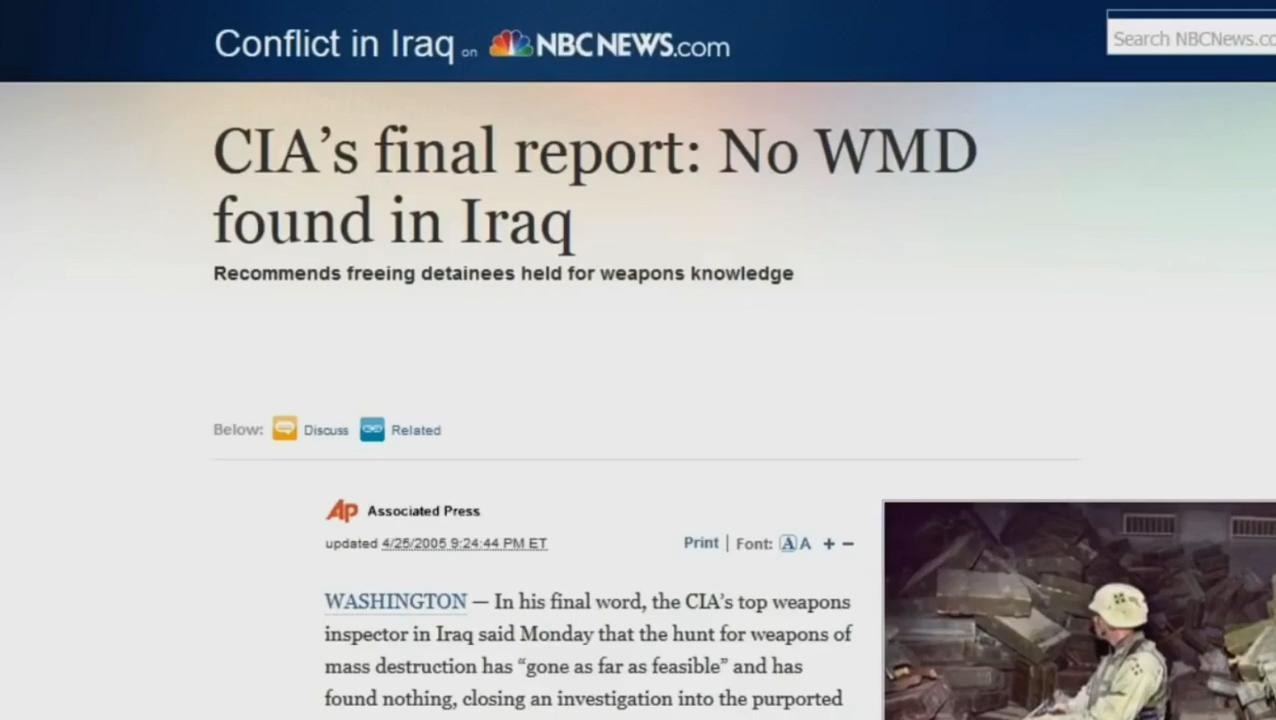 Conflict in Iraq on NBCNEWS.com
Search NBCNews.co
CIA's final report: No WMD
found in Iraq
Recommends freeing detainees held for weapons knowledge
Below: Discuss Related
AP Associated Press
updated 4/25/2005 9:24:44 PM ET
Print | Font: A A + −
WASHINGTON — In his final word, the CIA's top weapons
inspector in Iraq said Monday that the hunt for weapons of
mass destruction has “gone as far as feasible” and has
found nothing, closing an investigation into the purported